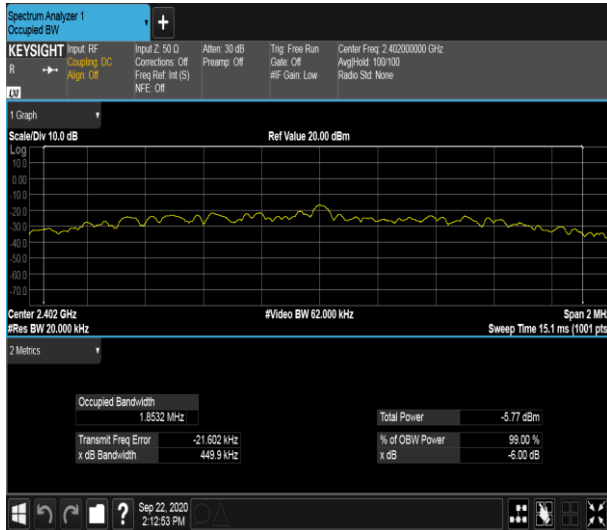 Spectrum Analyzer 1
Occupied BW
+
KEYSIGHT
R
LXI
Input: RF
Coupling: DC
Align: Off
Input Z: 50 Ω
Corrections: Off
Freq Ref: Int (S)
NFE: Off
Atten: 30 dB
Preamp: Off
Trig: Free Run
Gate: Off
#IF Gain: Low
Center Freq: 2.402000000 GHz
Avg|Hold: 100/100
Radio Std: None
1 Graph
Scale/Div 10.0 dB
Ref Value 20.00 dBm
Log
10.0
0.00
-10.0
-20.0
-30.0
-40.0
-50.0
-60.0
-70.0
Center 2.402 GHz
#Video BW 62.000 kHz
Span 2 MH
#Res BW 20.000 kHz
Sweep Time 15.1 ms (1001 pts
2 Metrics
Occupied Bandwidth
1.8532 MHz
Total Power -5.77 dBm
Transmit Freq Error -21.602 kHz
% of OBW Power 99.00 %
x dB Bandwidth 449.9 kHz
x dB -6.00 dB
?
Sep 22, 2020
2:12:53 PM